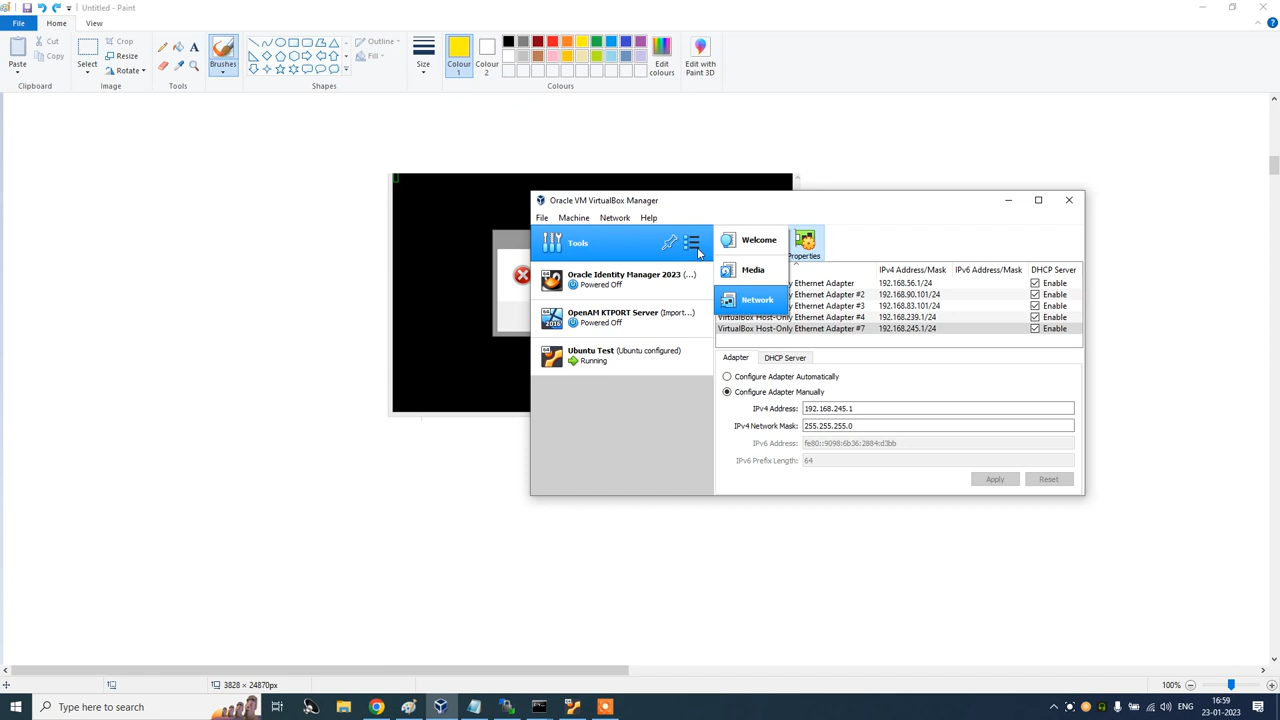 Untitled - Paint
File
Home
View
Paste
Cut
Copy
Clipboard
Select
Crop
Resize
Rotate
Image
Tools
Brushes
Shapes
Outline
Fill
Size
Colour 1
Colour 2
Edit colours
Colours
Edit with Paint 3D
Oracle VM VirtualBox Manager
File Machine Network Help
Tools
Oracle Identity Manager 2023 (...)
Powered Off
OpenAM KTPORT Server (Import...)
Powered Off
Ubuntu Test (Ubuntu configured)
Running
Welcome
Media
Network
Properties
IPv4 Address/Mask IPv6 Address/Mask DHCP Server
Ethernet Adapter 192.168.56.1/24 Enable
Ethernet Adapter #2 192.168.90.101/24 Enable
Ethernet Adapter #3 192.168.83.101/24 Enable
VirtualBox Host-Only Ethernet Adapter #4 192.168.239.1/24 Enable
VirtualBox Host-Only Ethernet Adapter #7 192.168.245.1/24 Enable
Adapter DHCP Server
Configure Adapter Automatically
Configure Adapter Manually
IPv4 Address: 192.168.245.1
IPv4 Network Mask: 255.255.255.0
IPv6 Address: fe80::9098:6b36:2884:d3bb
IPv6 Prefix Length: 64
Apply Reset
3828 × 24870px
100%
Type here to search
ENG
16:59
23-01-2023